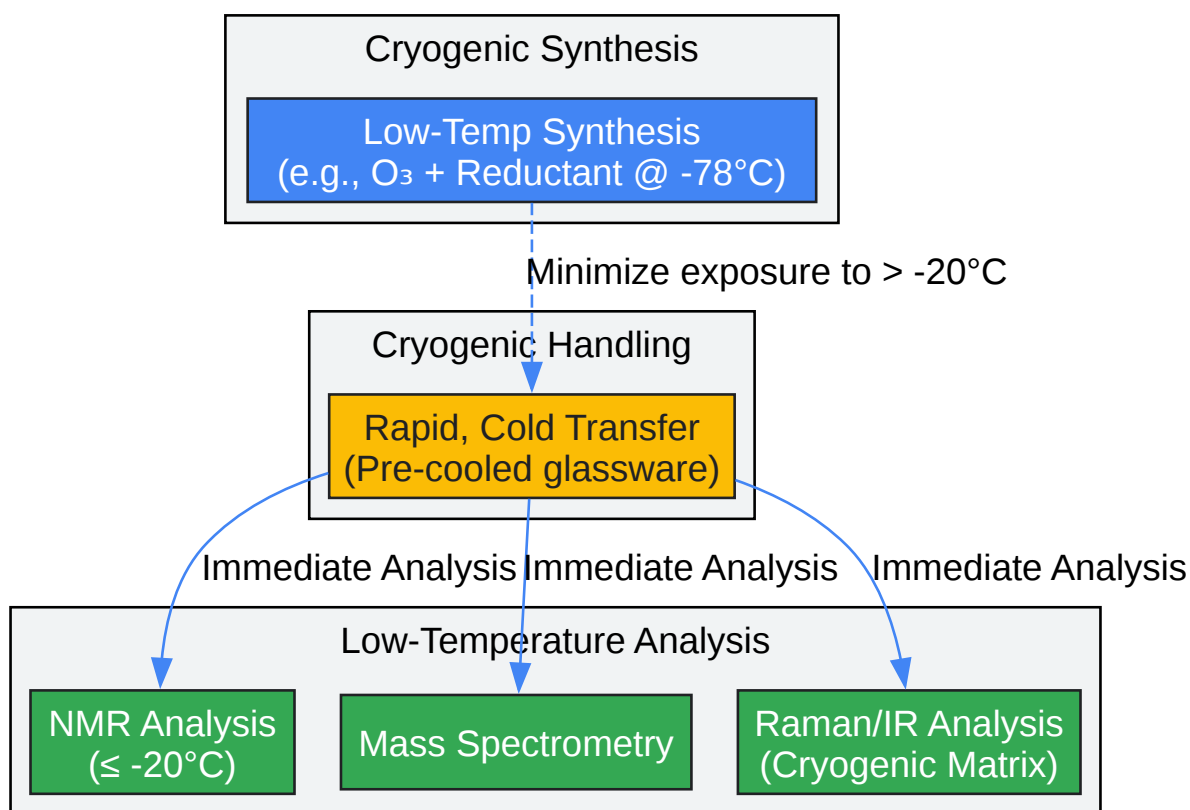 Cryogenic Synthesis
Low-Temp Synthesis
(e.g., O₃ + Reductant @ -78°C)
Minimize exposure to > -20°C
Cryogenic Handling
Rapid, Cold Transfer
(Pre-cooled glassware)
Immediate Analysis
Immediate Analysis
Immediate Analysis
Low-Temperature Analysis
NMR Analysis
(≤ -20°C)
Mass Spectrometry
Raman/IR Analysis
(Cryogenic Matrix)